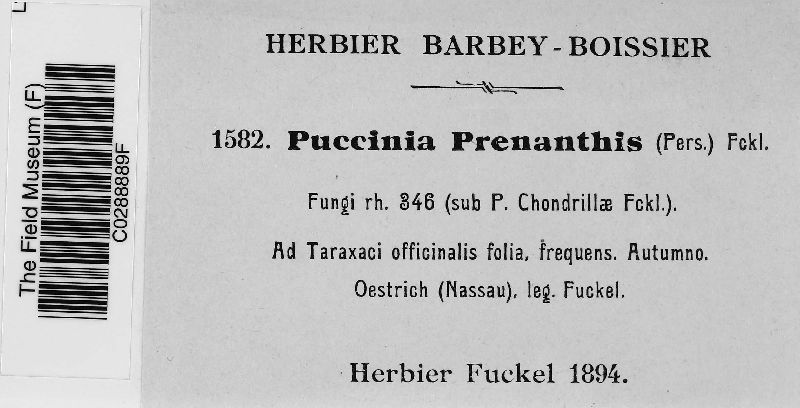 HERBIER BARBEY-BOISSIER
1582. Puccinia Prenanthis (Pers.) Fckl.
Fungi rh. 346 (sub P. Chondrillæ Fckl.).
Ad Taraxaci officinalis folia, frequens. Autumno.
Oestrich (Nassau), leg. Fuckel.
Herbier Fuckel 1894.
The Field Museum (F)
C0288889F